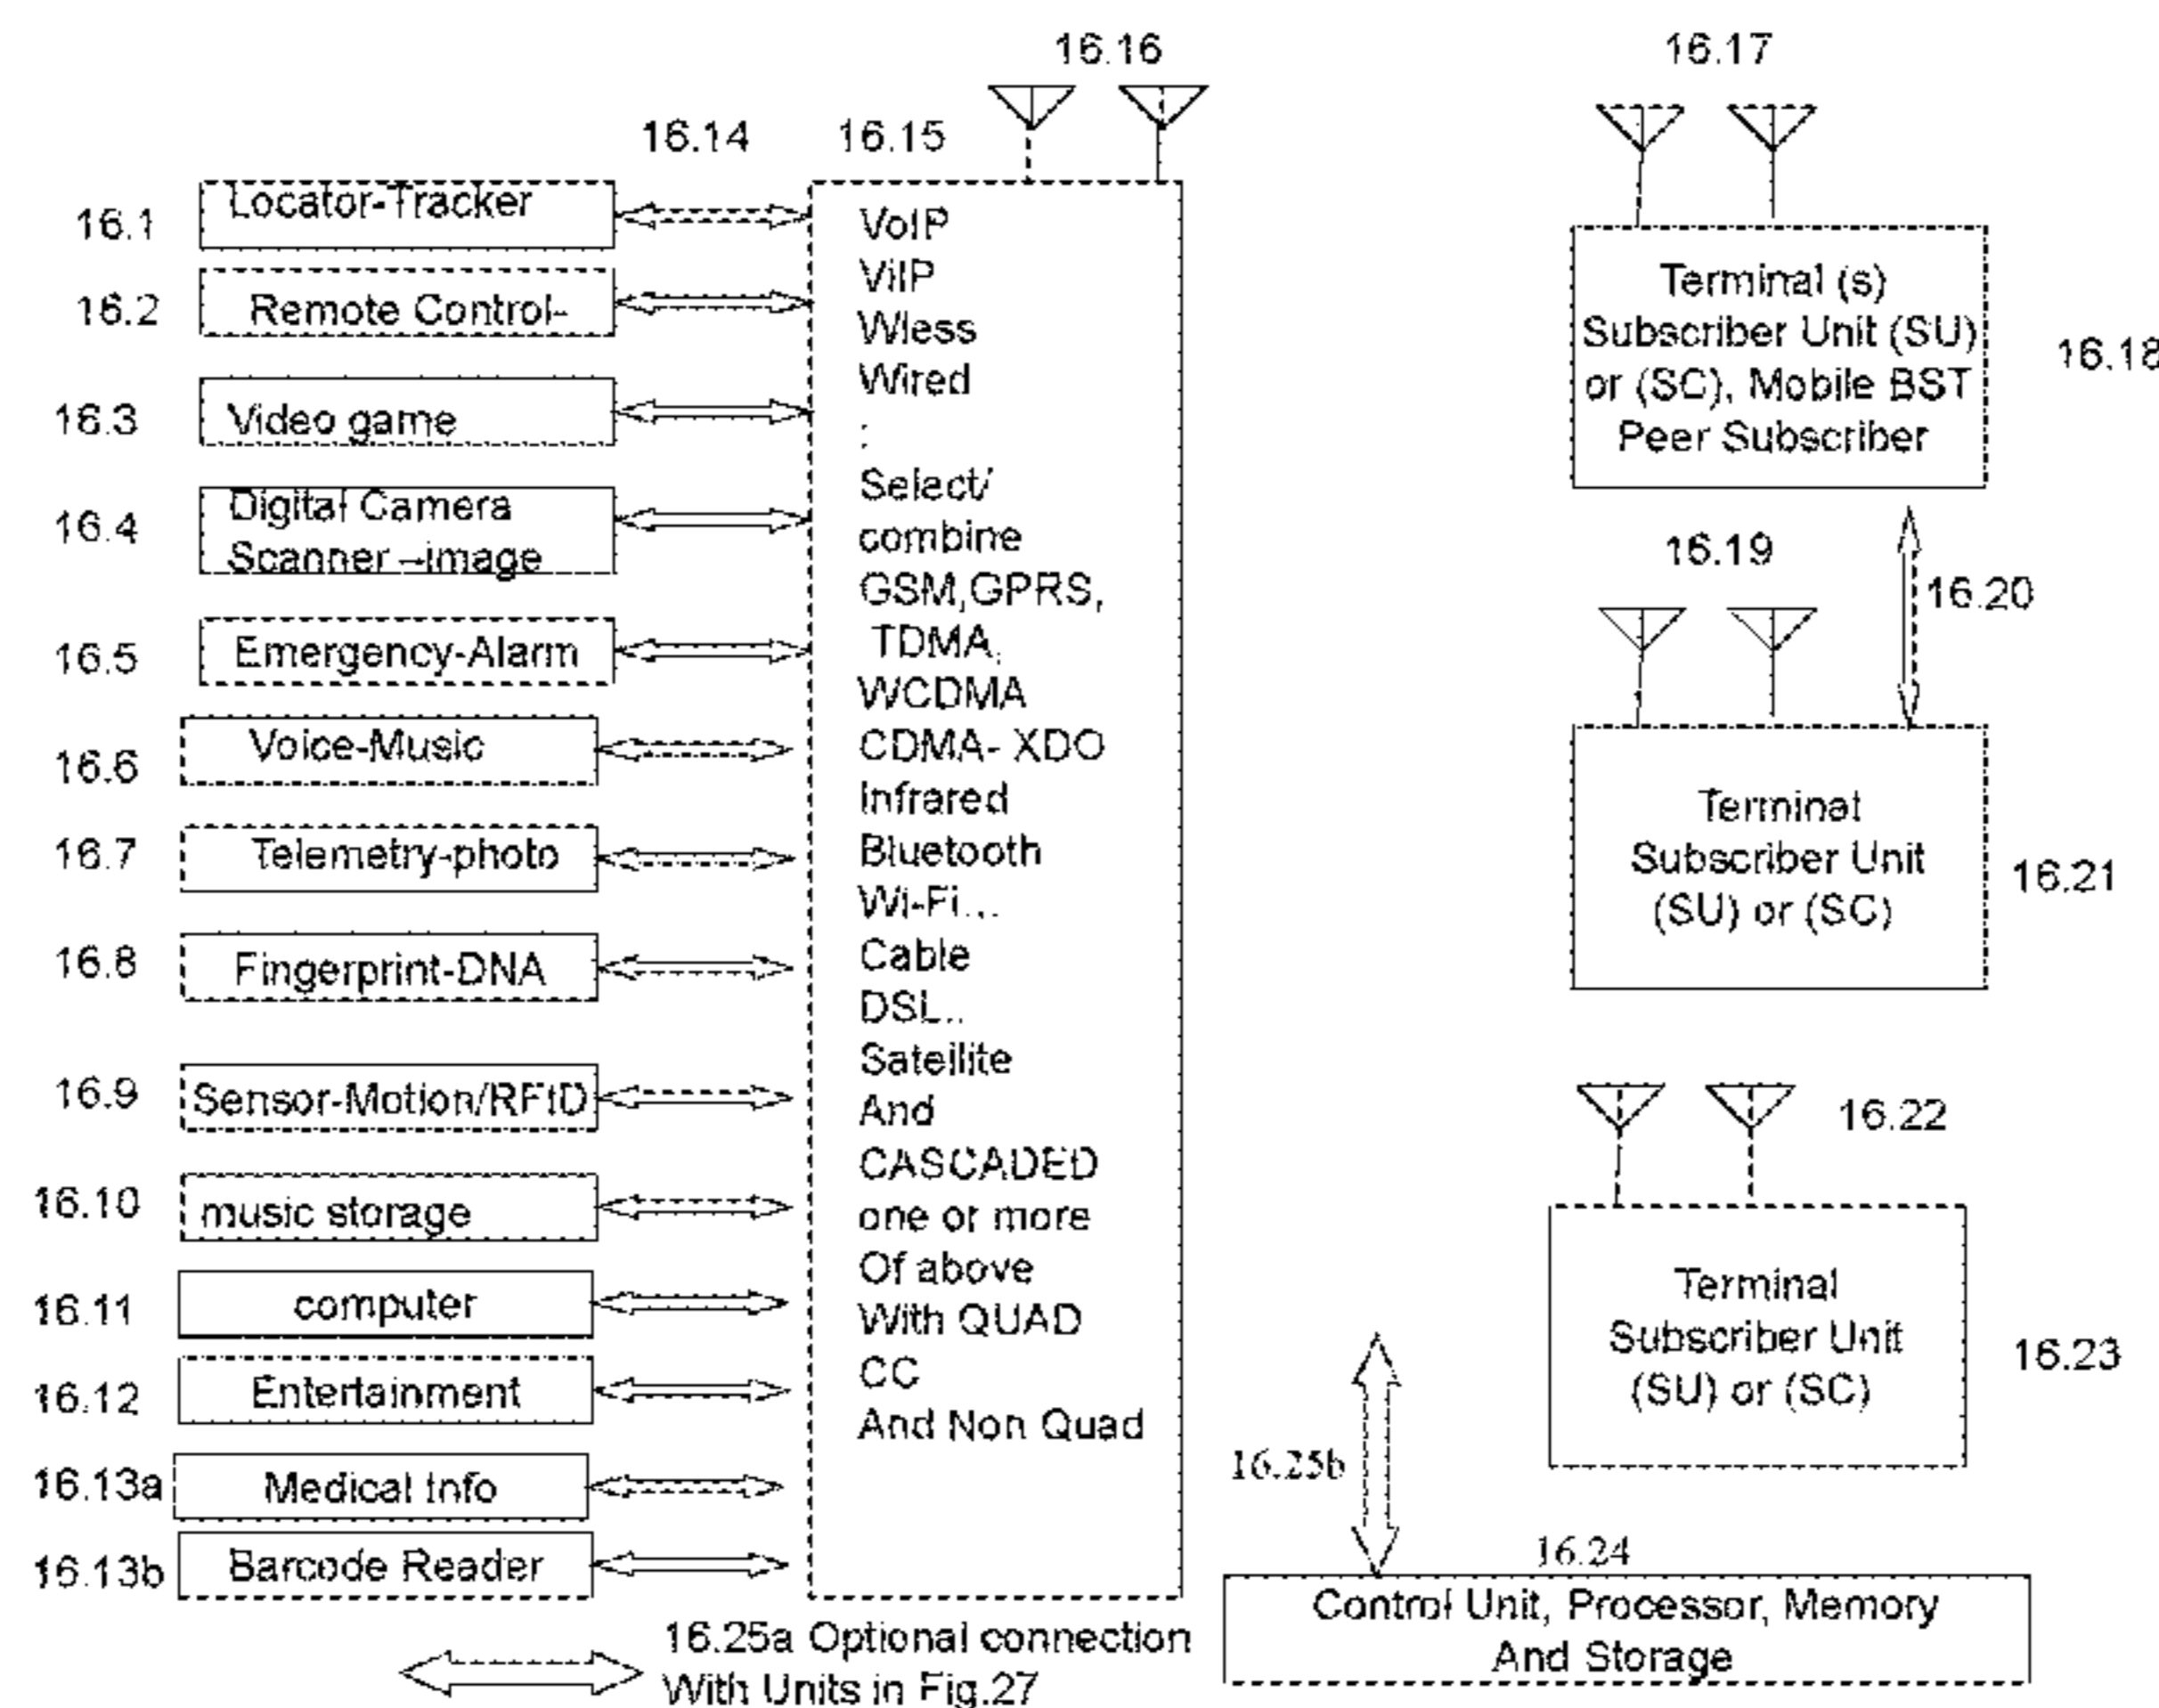 16.16
16.17
16.14
16.15
16.1
Locator-Tracker
16.2
Remote Control-
16.3
Video game
16.4
Digital Camera
Scanner –image
16.5
Emergency-Alarm
16.6
Voice-Music
16.7
Telemetry-photo
16.8
Fingerprint-DNA
16.9
Sensor-Motion/RFID
16.10
music storage
16.11
computer
16.12
Entertainment
16.13a
Medical Info
16.13b
Barcode Reader
VoIP
ViIP
Wless
Wired
:
Select/
combine
GSM,GPRS,
TDMA,
WCDMA
CDMA- XDO
Infrared
Bluetooth
Wi-Fi...
Cable
DSL..
Satellite
And
CASCADED
one or more
Of above
With QUAD
CC
And Non Quad
Terminal (s)
Subscriber Unit (SU)
or (SC), Mobile BST
Peer Subscriber
16.18
16.19
16.20
Terminal
Subscriber Unit
(SU) or (SC)
16.21
16.22
Terminal
Subscriber Unit
(SU) or (SC)
16.23
16.25b
16.24
Control Unit, Processor, Memory
And Storage
16.25a Optional connection
With Units in Fig.27